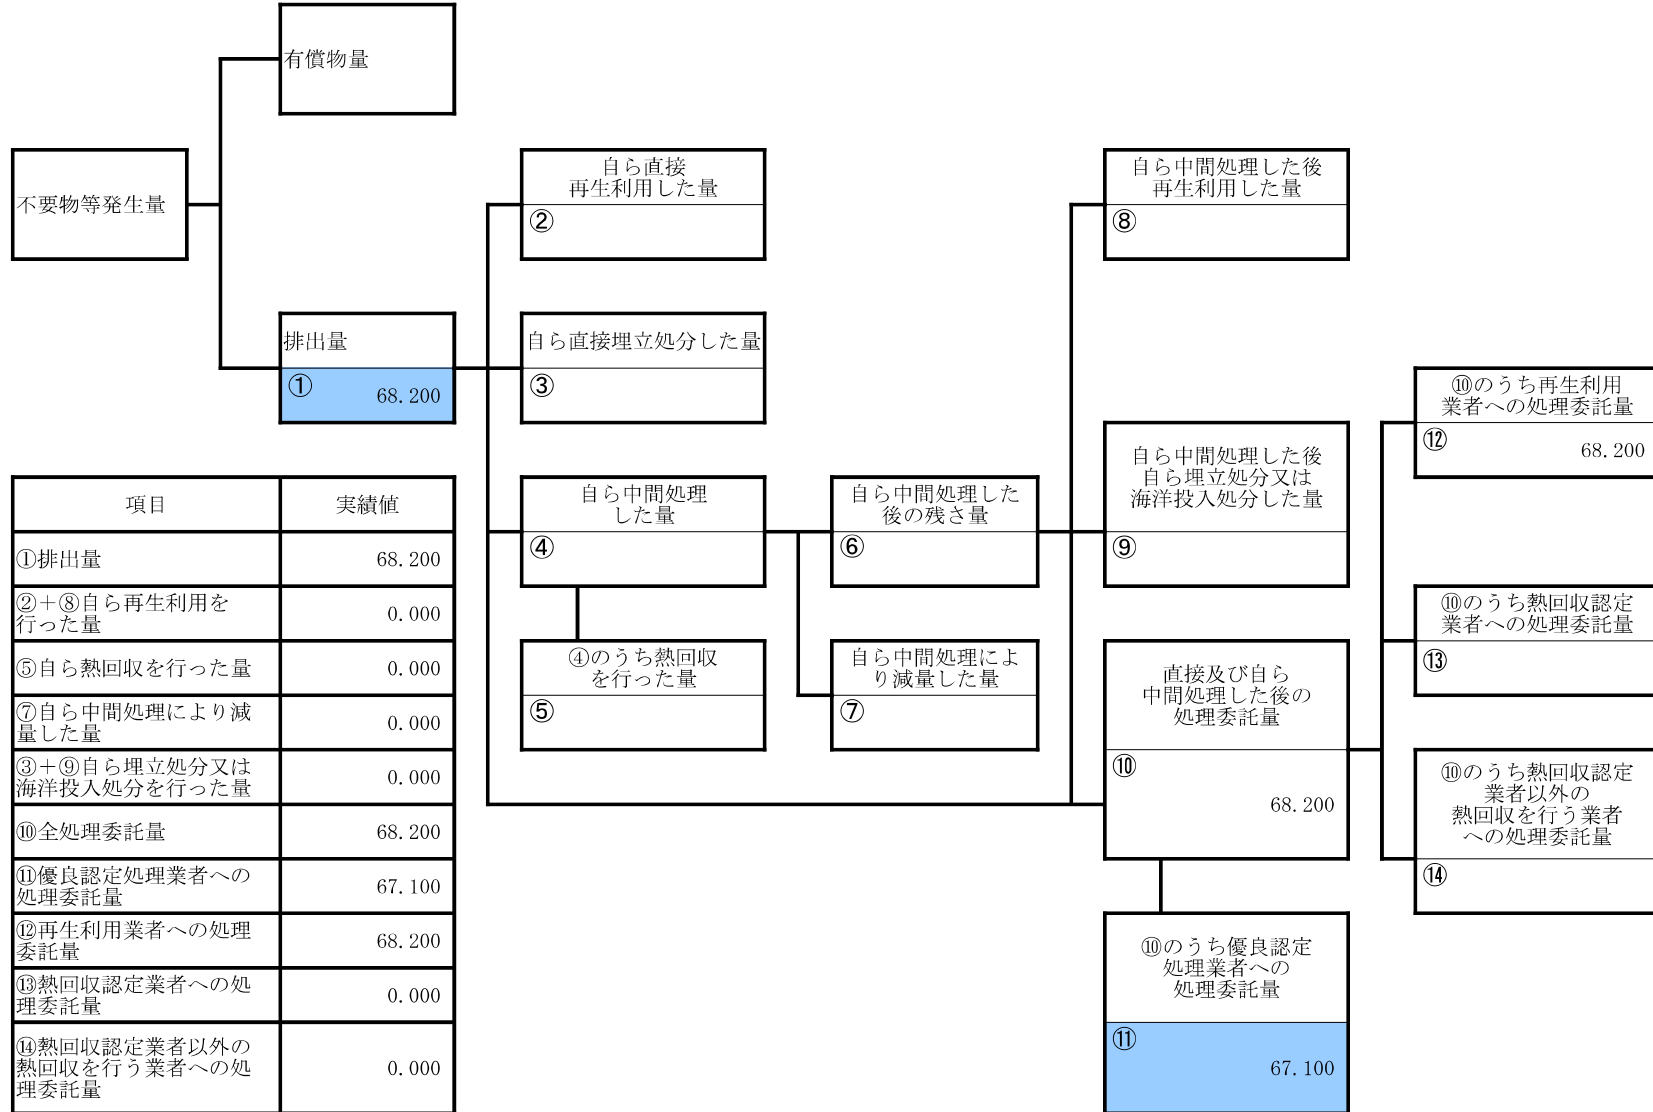 有償物量
不要物等発生量
自ら直接
再生利用した量
②
自ら中間処理した後
再生利用した量
⑧
排出量
①
68.200
自ら直接埋立処分した量
③
⑩のうち再生利用
業者への処理委託量
⑫
68.200
自ら中間処理
した量
④
自ら中間処理した
後の残さ量
⑥
自ら中間処理した後
自ら埋立処分又は
海洋投入処分した量
⑨
⑩のうち熱回収認定
業者への処理委託量
⑬
④のうち熱回収
を行った量
⑤
自ら中間処理によ
り減量した量
⑦
直接及び自ら
中間処理した後の
処理委託量
⑩
68.200
⑩のうち熱回収認定
業者以外の
熱回収を行う業者
への処理委託量
⑭
⑩のうち優良認定
処理業者への
処理委託量
⑪
67.100
項目 実績値
①排出量 68.200
②＋⑧自ら再生利用を
行った量 0.000
⑤自ら熱回収を行った量 0.000
⑦自ら中間処理により減
量した量 0.000
③＋⑨自ら埋立処分又は
海洋投入処分を行った量 0.000
⑩全処理委託量 68.200
⑪優良認定処理業者への
処理委託量 67.100
⑫再生利用業者への処理
委託量 68.200
⑬熱回収認定業者への処
理委託量 0.000
⑭熱回収認定業者以外の
熱回収を行う業者への処
理委託量 0.000